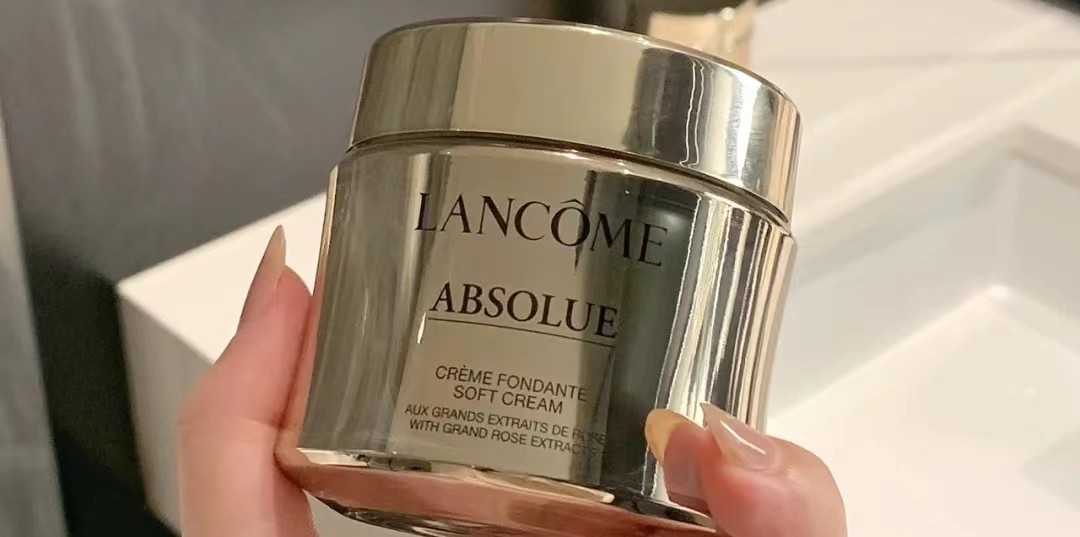 LANCÔME
ABSOLUE
CRÈME FONDANTE
SOFT CREAM
AUX GRANDS EXTRAITS DE ROSE
WITH GRAND ROSE EXTRACTS